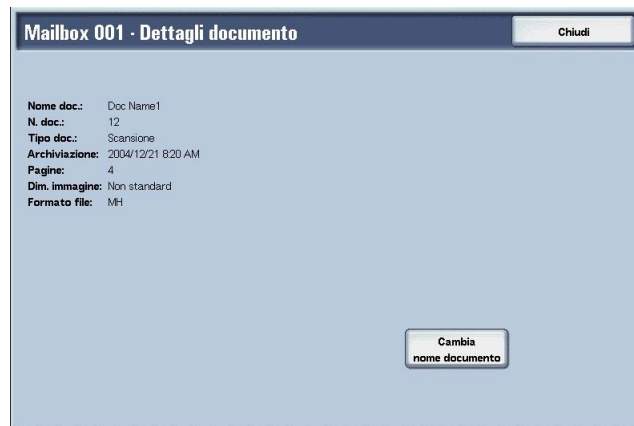 Mailbox 001 - Dettagli documento
Chiudi
Nome doc.: Doc Name1
N. doc.: 12
Tipo doc.: Scansione
Archiviazione: 2004/12/21 8:20 AM
Pagine: 4
Dim. immagine: Non standard
Formato file: MH
Cambia
nome documento